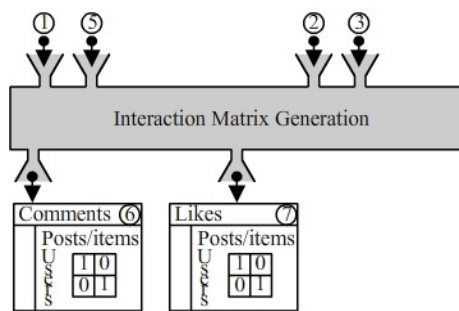 ① ⑤ ② ③
Interaction Matrix Generation
Comments ⑥
Posts/items
Users
1 0
0 1
Likes ⑦
Posts/items
Users
1 0
0 1